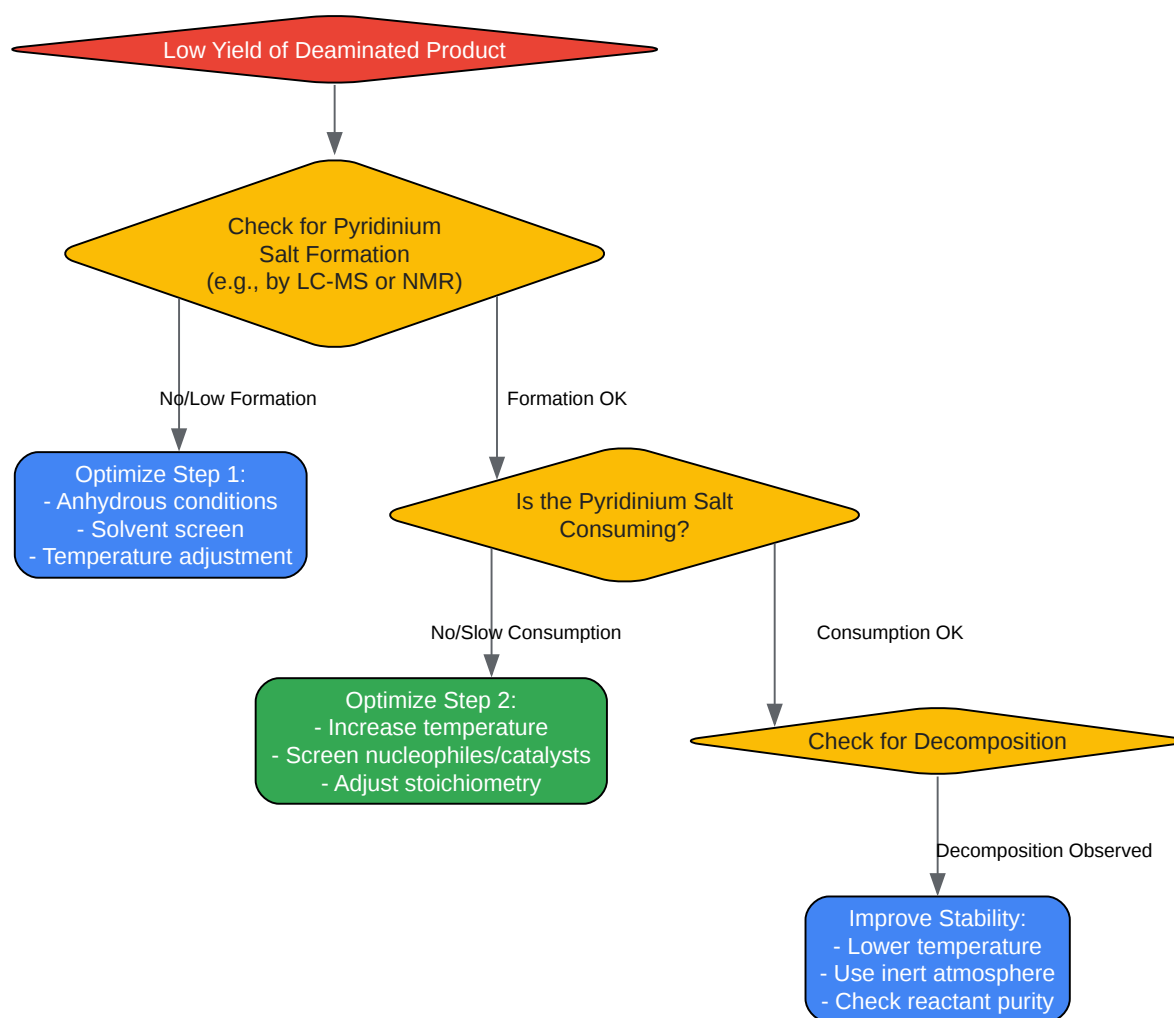 Low Yield of Deaminated Product
Check for Pyridinium
Salt Formation
(e.g., by LC-MS or NMR)
No/Low Formation
Formation OK
Optimize Step 1:
- Anhydrous conditions
- Solvent screen
- Temperature adjustment
Is the Pyridinium Salt
Consuming?
No/Slow Consumption
Consumption OK
Optimize Step 2:
- Increase temperature
- Screen nucleophiles/catalysts
- Adjust stoichiometry
Check for Decomposition
Decomposition Observed
Improve Stability:
- Lower temperature
- Use inert atmosphere
- Check reactant purity